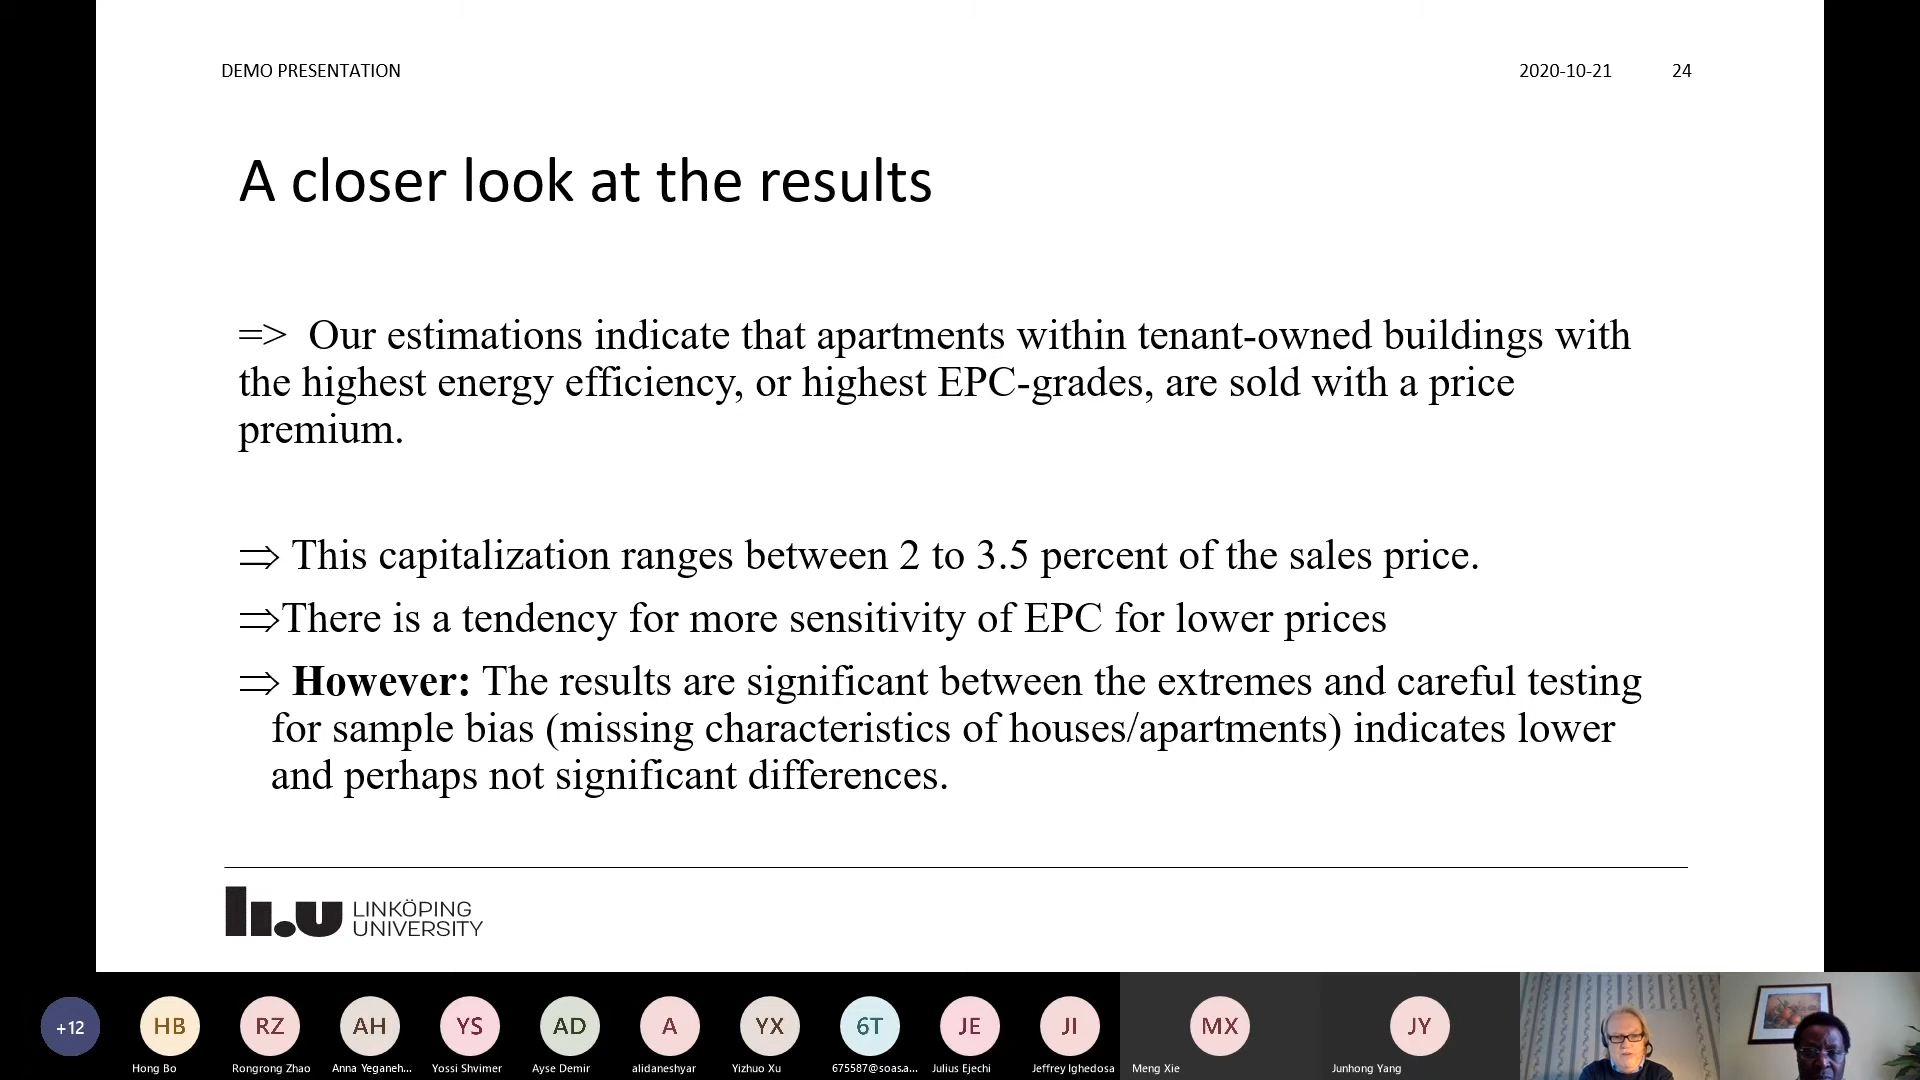 DEMO PRESENTATION
2020-10-21
24
A closer look at the results
=> Our estimations indicate that apartments within tenant-owned buildings with
the highest energy efficiency, or highest EPC-grades, are sold with a price
premium.
⇒ This capitalization ranges between 2 to 3.5 percent of the sales price.
⇒There is a tendency for more sensitivity of EPC for lower prices
⇒ However: The results are significant between the extremes and careful testing
for sample bias (missing characteristics of houses/apartments) indicates lower
and perhaps not significant differences.
li.u LINKÖPING
UNIVERSITY
+12
HB
RZ
AH
YS
AD
A
YX
6T
JE
JI
MX
JY
Hong Bo
Rongrong Zhao
Anna Yeganeh...
Yossi Shvimer
Ayse Demir
alidaneshyar
Yizhuo Xu
675587@soas.a...
Julius Ejechi
Jeffrey Ighedosa
Meng Xie
Junhong Yang